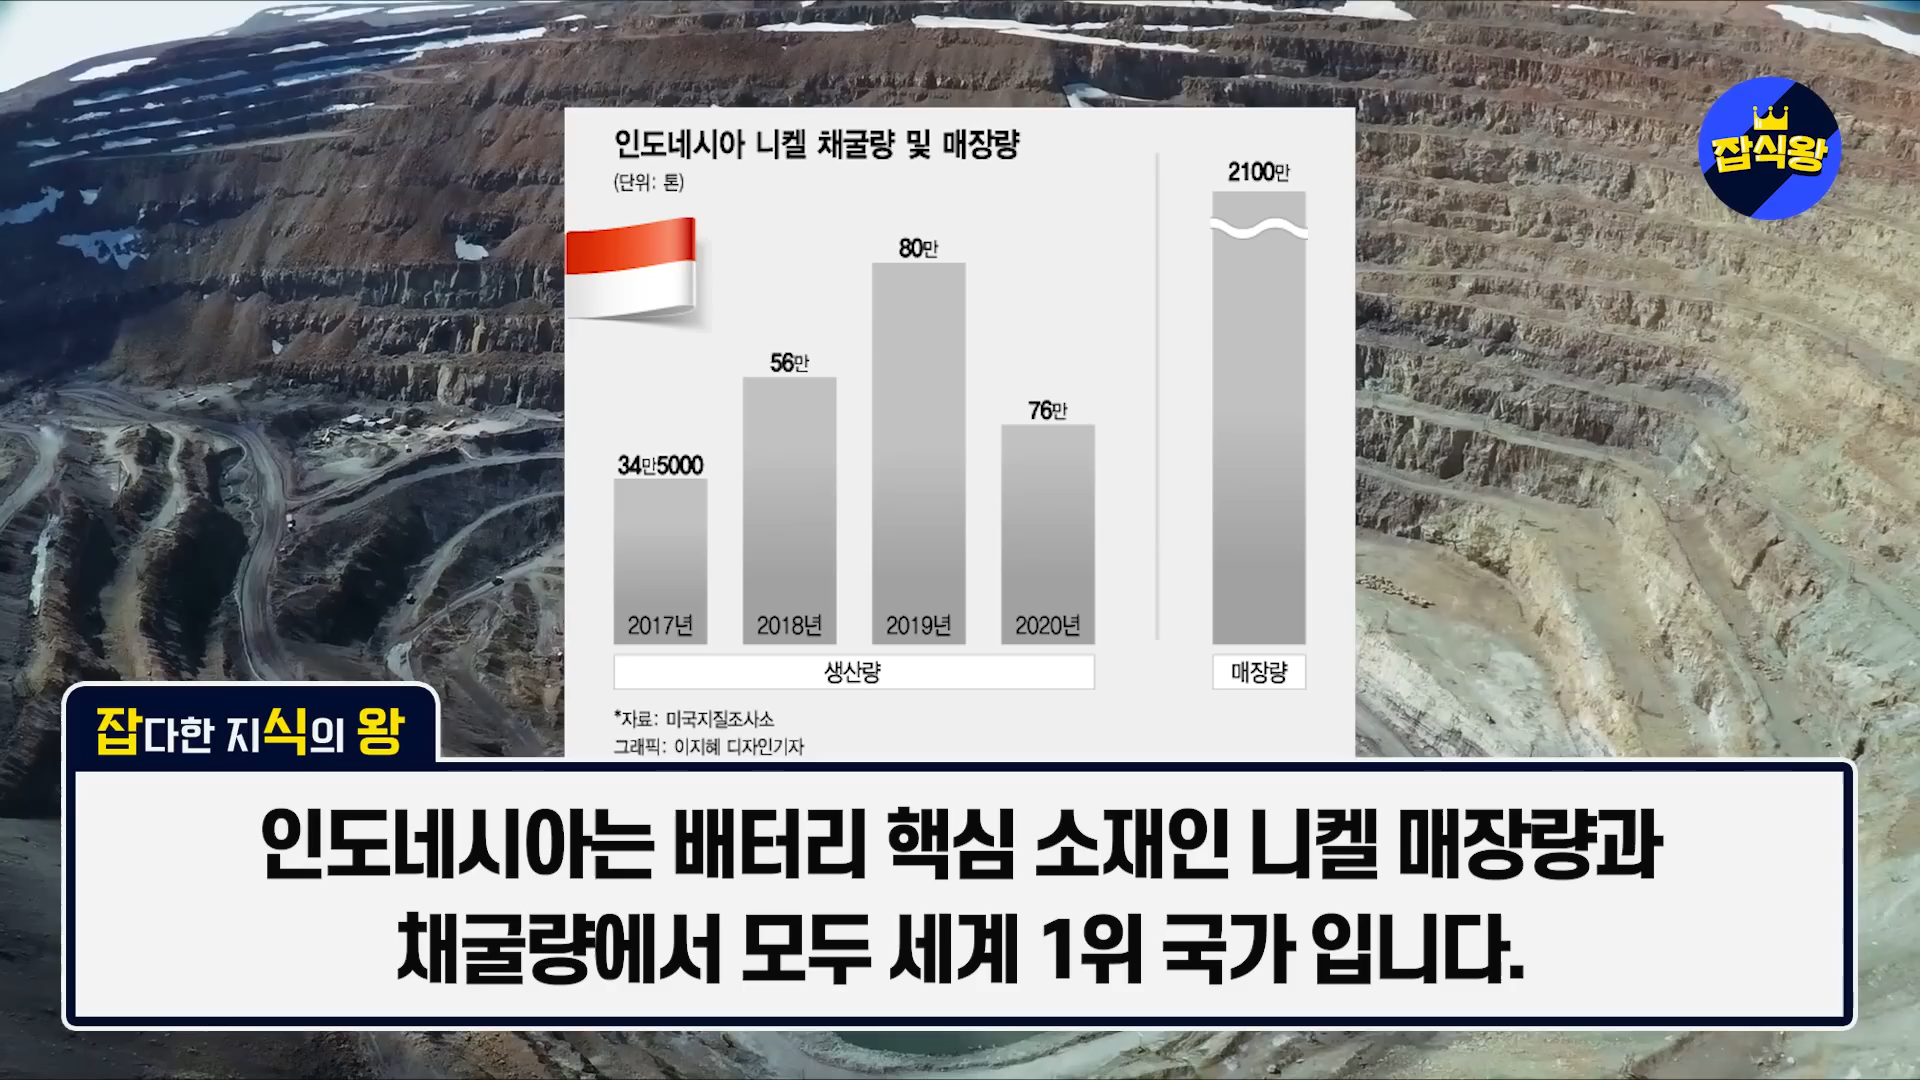 인도네시아 니켈 채굴량 및 매장량
(단위: 톤)
34만5000
56만
80만
76만
2100만
2017년
2018년
2019년
2020년
생산량
매장량
*자료: 미국지질조사소
그래픽: 이지혜 디자인기자
잡식왕
잡다한 지식의 왕
인도네시아는 배터리 핵심 소재인 니켈 매장량과
채굴량에서 모두 세계 1위 국가 입니다.